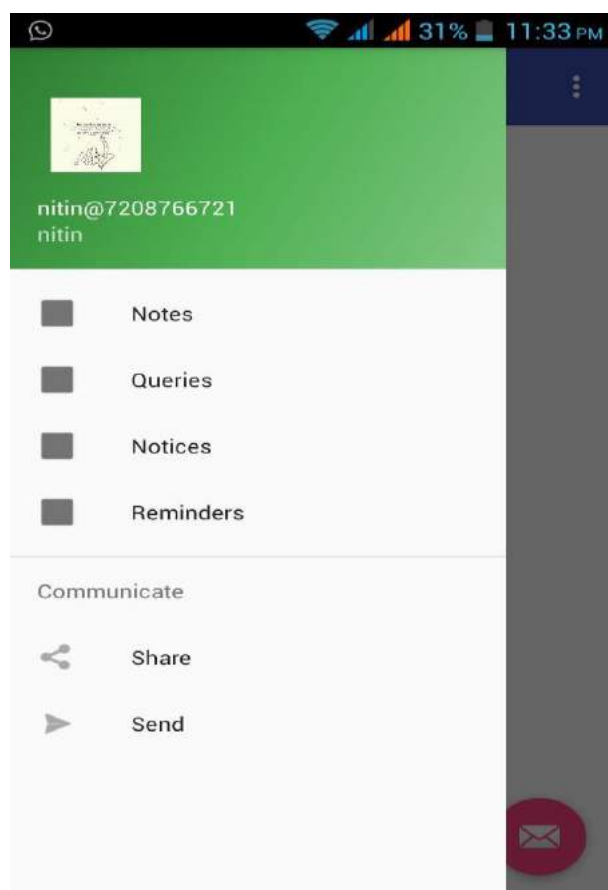 31% 11:33 PM
nitin@7208766721
nitin
Notes
Queries
Notices
Reminders
Communicate
Share
Send